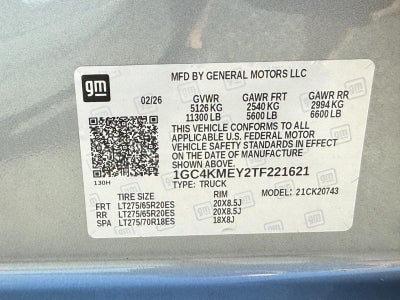 gm
MFD BY GENERAL MOTORS LLC
02/26 GVWR GAWR FRT GAWR RR
5126 KG 2540 KG 2994 KG
11300 LB 5600 LB 6600 LB
THIS VEHICLE CONFORMS TO ALL
APPLICABLE U.S. FEDERAL MOTOR
VEHICLE SAFETY STANDARDS IN EFFECT
ON THE DATE OF MANUFACTURE
SHOWN ABOVE.
1GC4KMEY2TF221621
130H TYPE: TRUCK MODEL: 21CK20743
TIRE SIZE RIM
FRT LT275/65R20ES 20X8.5J
RR LT275/65R20ES 20X8.5J
SPA LT275/70R18ES 18X8J